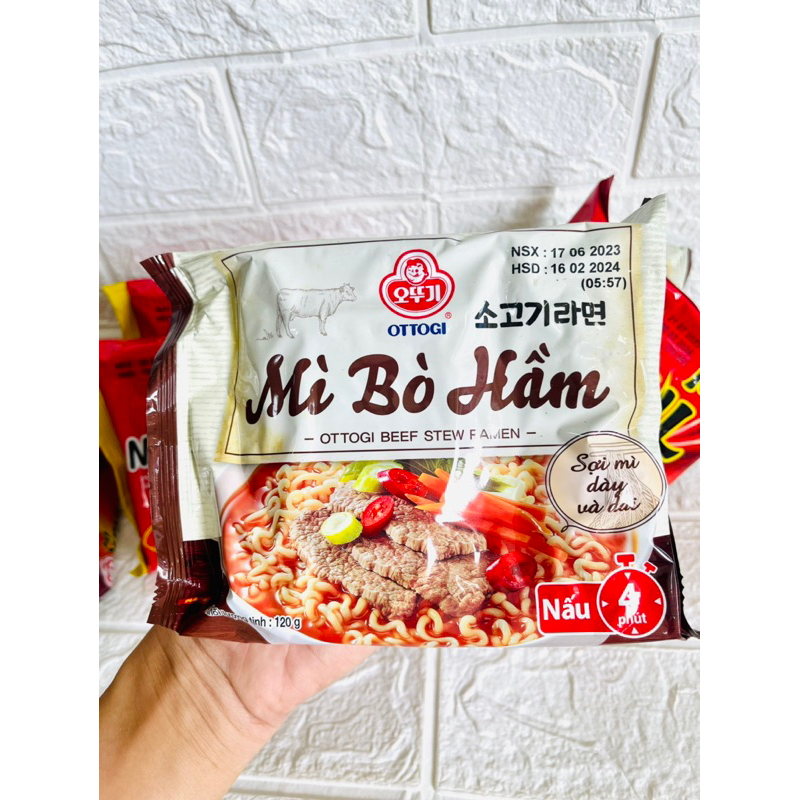 NSX : 17 06 2023
HSD : 16 02 2024
(05:57)
오뚜기
OTTOGI
®
소고기라면
Mì Bò Hầm
– OTTOGI BEEF STEW RAMEN –
Sợi mì
dày
và dai
Nấu
4
phút
tịnh : 120 g